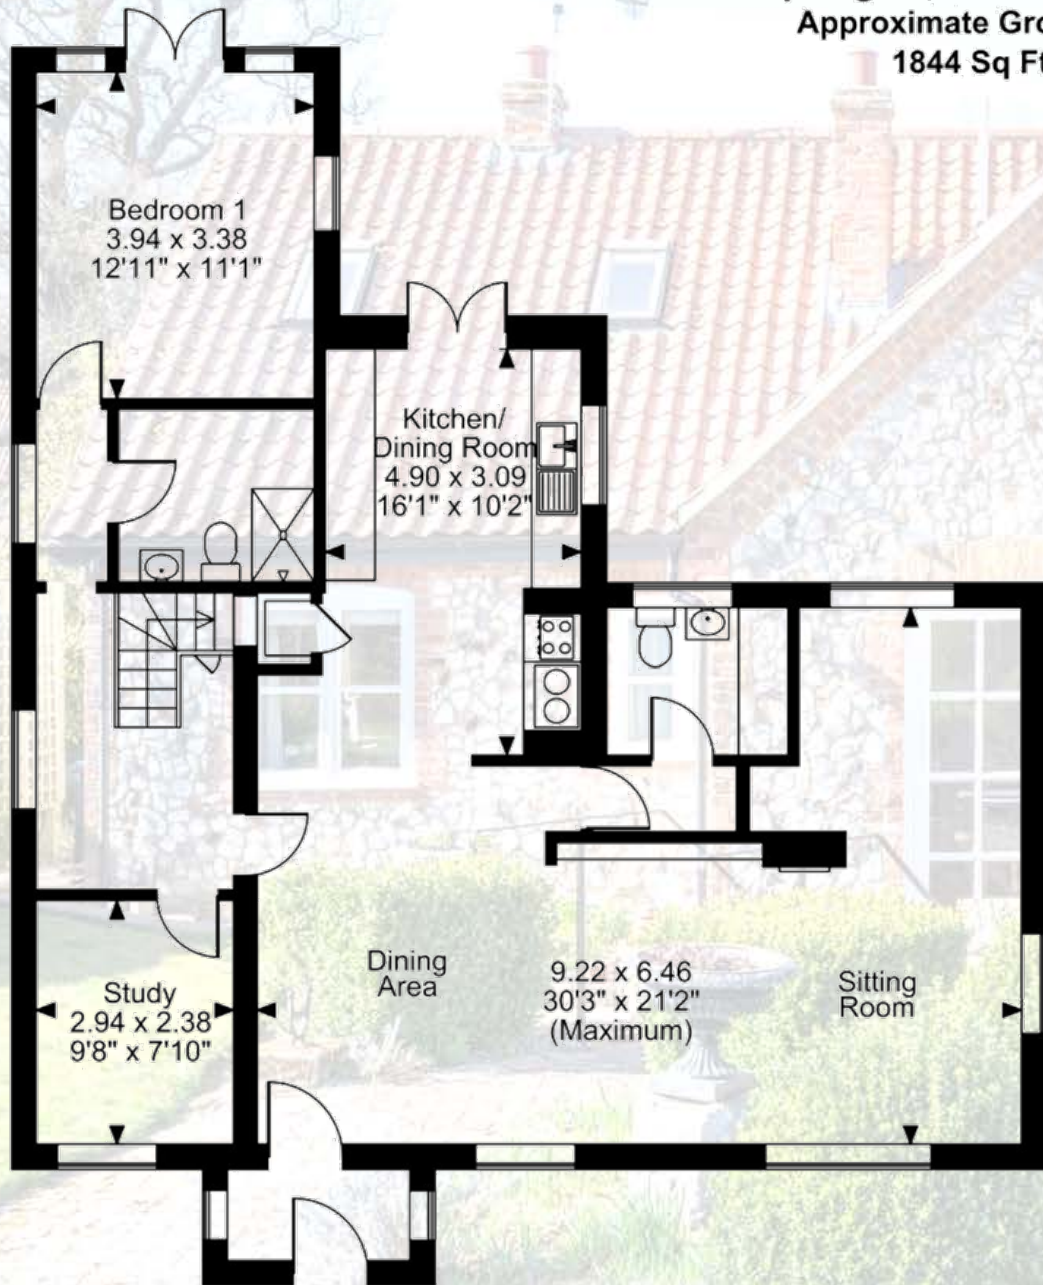 Approximate Gro
1844 Sq Ft
Bedroom 1
3.94 x 3.38
12'11" x 11'1"
Kitchen/
Dining Room
4.90 x 3.09
16'1" x 10'2"
Dining
Area
9.22 x 6.46
30'3" x 21'2"
(Maximum)
Sitting
Room
Study
2.94 x 2.38
9'8" x 7'10"